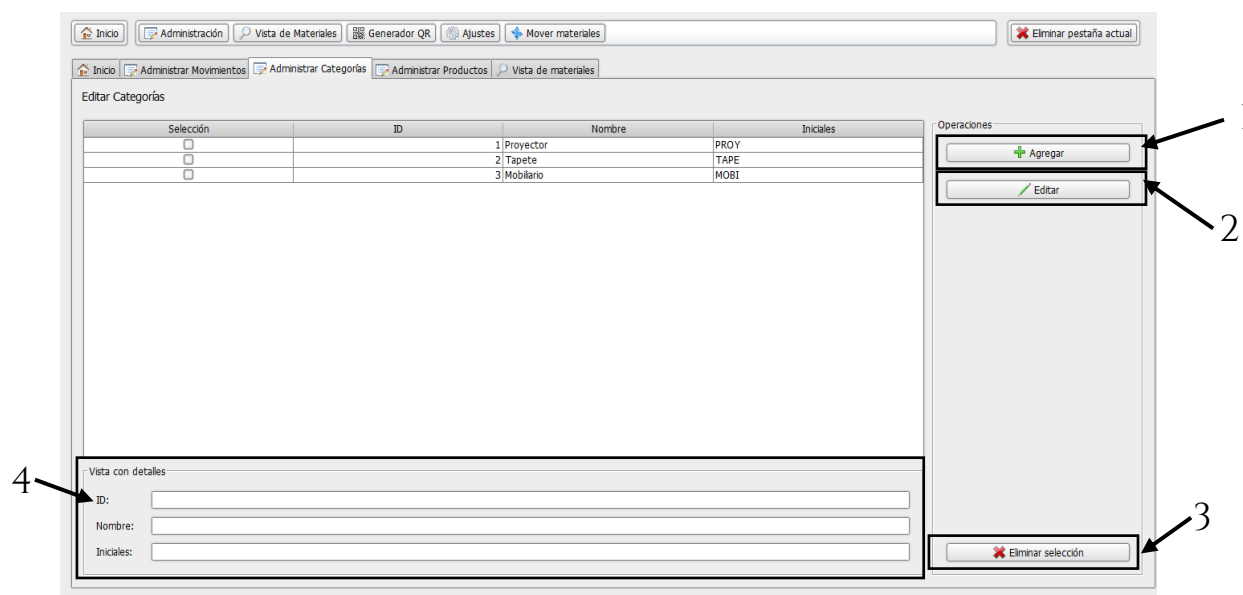 Inicio Administración Vista de Materiales Generador QR Ajustes Mover materiales Eliminar pestaña actual
Inicio Administrar Movimientos Administrar Categorías Administrar Productos Vista de materiales
Editar Categorías
Selección ID Nombre Iniciales
1 Proyector PROY
2 Tapete TAPE
3 Mobiliario MOBI
Operaciones
Agregar
Editar
2
Vista con detalles
4
ID:
Nombre:
Iniciales:
3
Eliminar selección